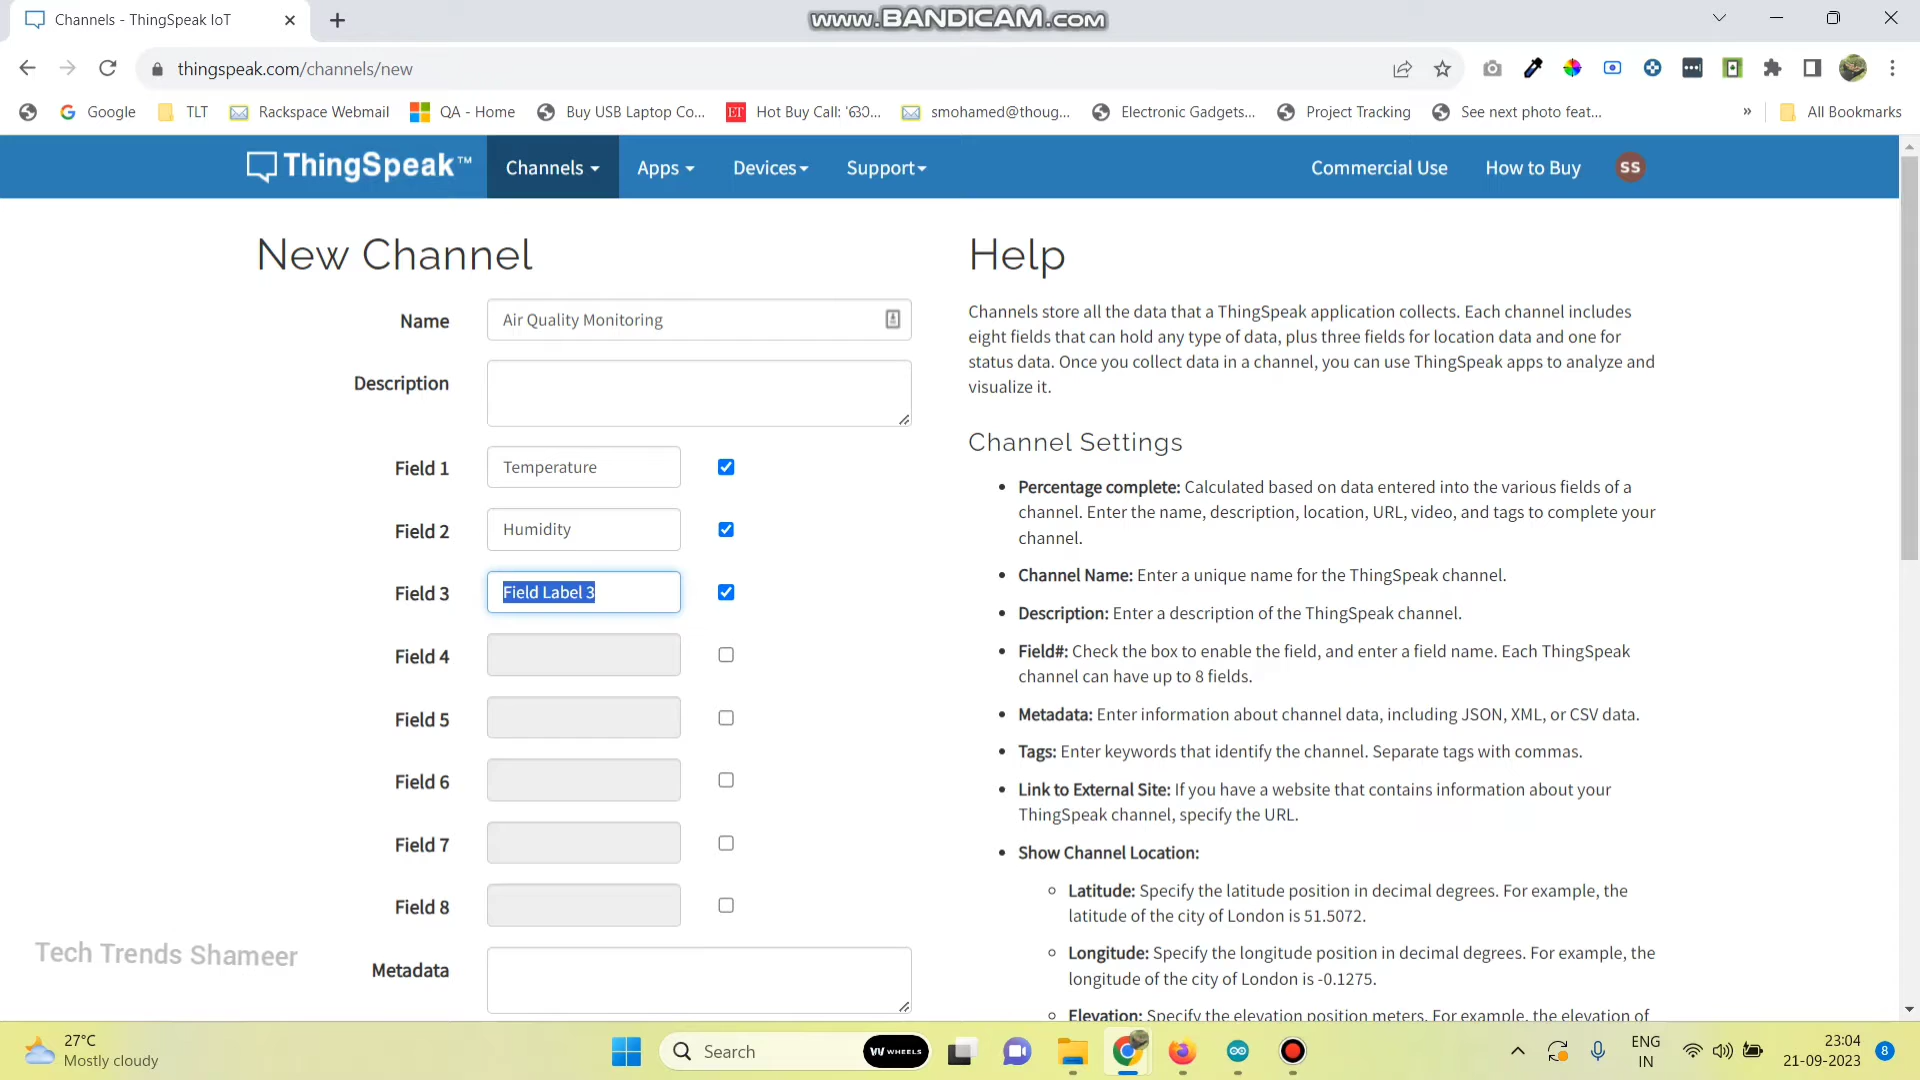 Channels - ThingSpeak IoT
www.BANDICAM.com
thingspeak.com/channels/new
Google
TLT
Rackspace Webmail
QA - Home
Buy USB Laptop Co...
ET
smohamed@thoug...
Electronic Gadgets...
Project Tracking
See next photo feat...
»
All Bookmarks
ThingSpeak™
Channels
Apps
Devices
Support
Commercial Use
How to Buy
SS
New Channel
Name
Air Quality Monitoring
Description
Field 1
Temperature
Field 2
Humidity
Field 3
Field Label 3
Field 4
Field 5
Field 6
Field 7
Field 8
Metadata
Tech Trends Shameer
Help
Channels store all the data that a ThingSpeak application collects. Each channel includes
eight fields that can hold any type of data, plus three fields for location data and one for
status data. Once you collect data in a channel, you can use ThingSpeak apps to analyze and
visualize it.
Channel Settings
• Percentage complete: Calculated based on data entered into the various fields of a
channel. Enter the name, description, location, URL, video, and tags to complete your
channel.
• Channel Name: Enter a unique name for the ThingSpeak channel.
• Description: Enter a description of the ThingSpeak channel.
• Field#: Check the box to enable the field, and enter a field name. Each ThingSpeak
channel can have up to 8 fields.
• Metadata: Enter information about channel data, including JSON, XML, or CSV data.
• Tags: Enter keywords that identify the channel. Separate tags with commas.
• Link to External Site: If you have a website that contains information about your
ThingSpeak channel, specify the URL.
• Show Channel Location:
Latitude: Specify the latitude position in decimal degrees. For example, the
latitude of the city of London is 51.5072.
Longitude: Specify the longitude position in decimal degrees. For example, the
longitude of the city of London is -0.1275.
Elevation: Specify the elevation position meters. For example, the elevation of
27°C
Mostly cloudy
Search
WHEELS
ENG
IN
23:04
21-09-2023
8